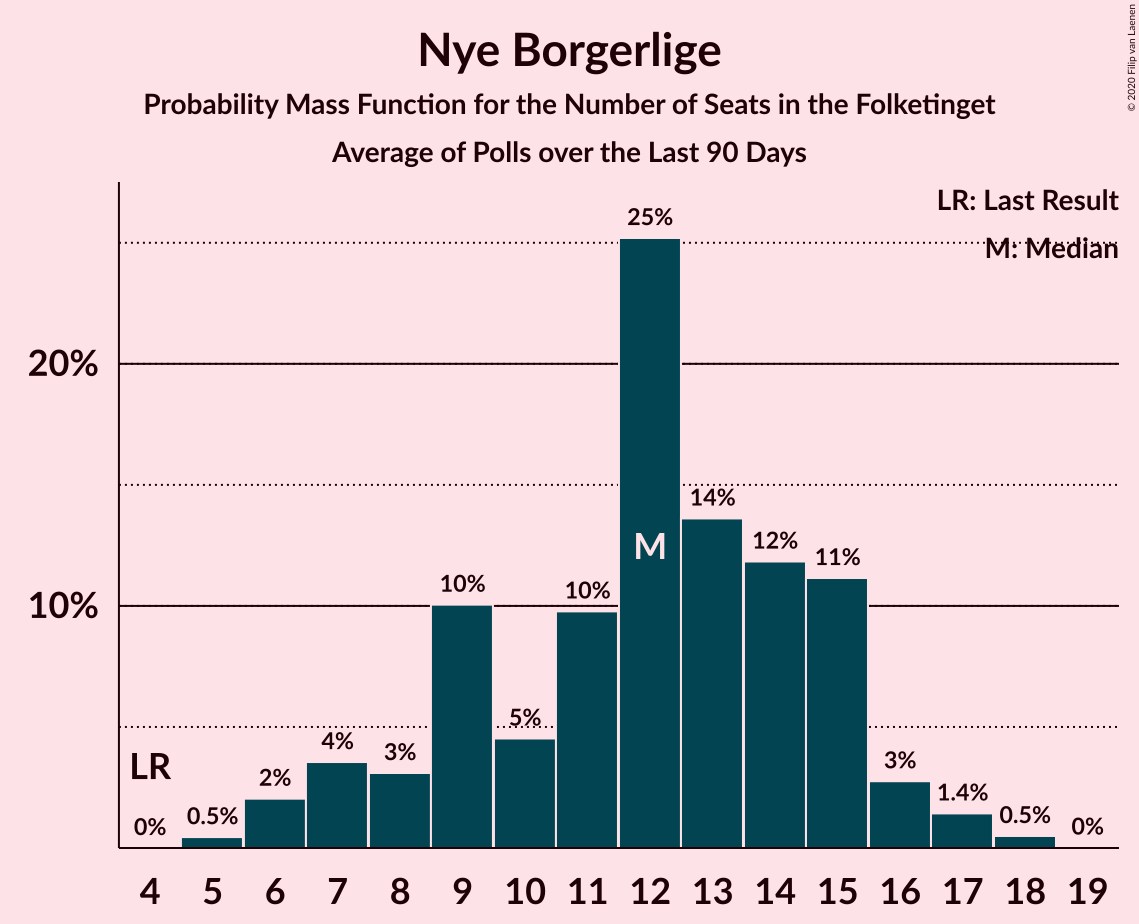 Nye Borgerlige
Probability Mass Function for the Number of Seats in the Folketinget
Average of Polls over the Last 90 Days
© 2020 Filip van Laenen
LR: Last Result
M: Median
25%
20%
14%
M
12%
11%
10%
10%
10%
5%
4%
3%
LR
2%
3%
1.4%
0%
0.5%
0.5%
0%
4 5 6 7 8 9 10 11 12 13 14 15 16 17 18 19